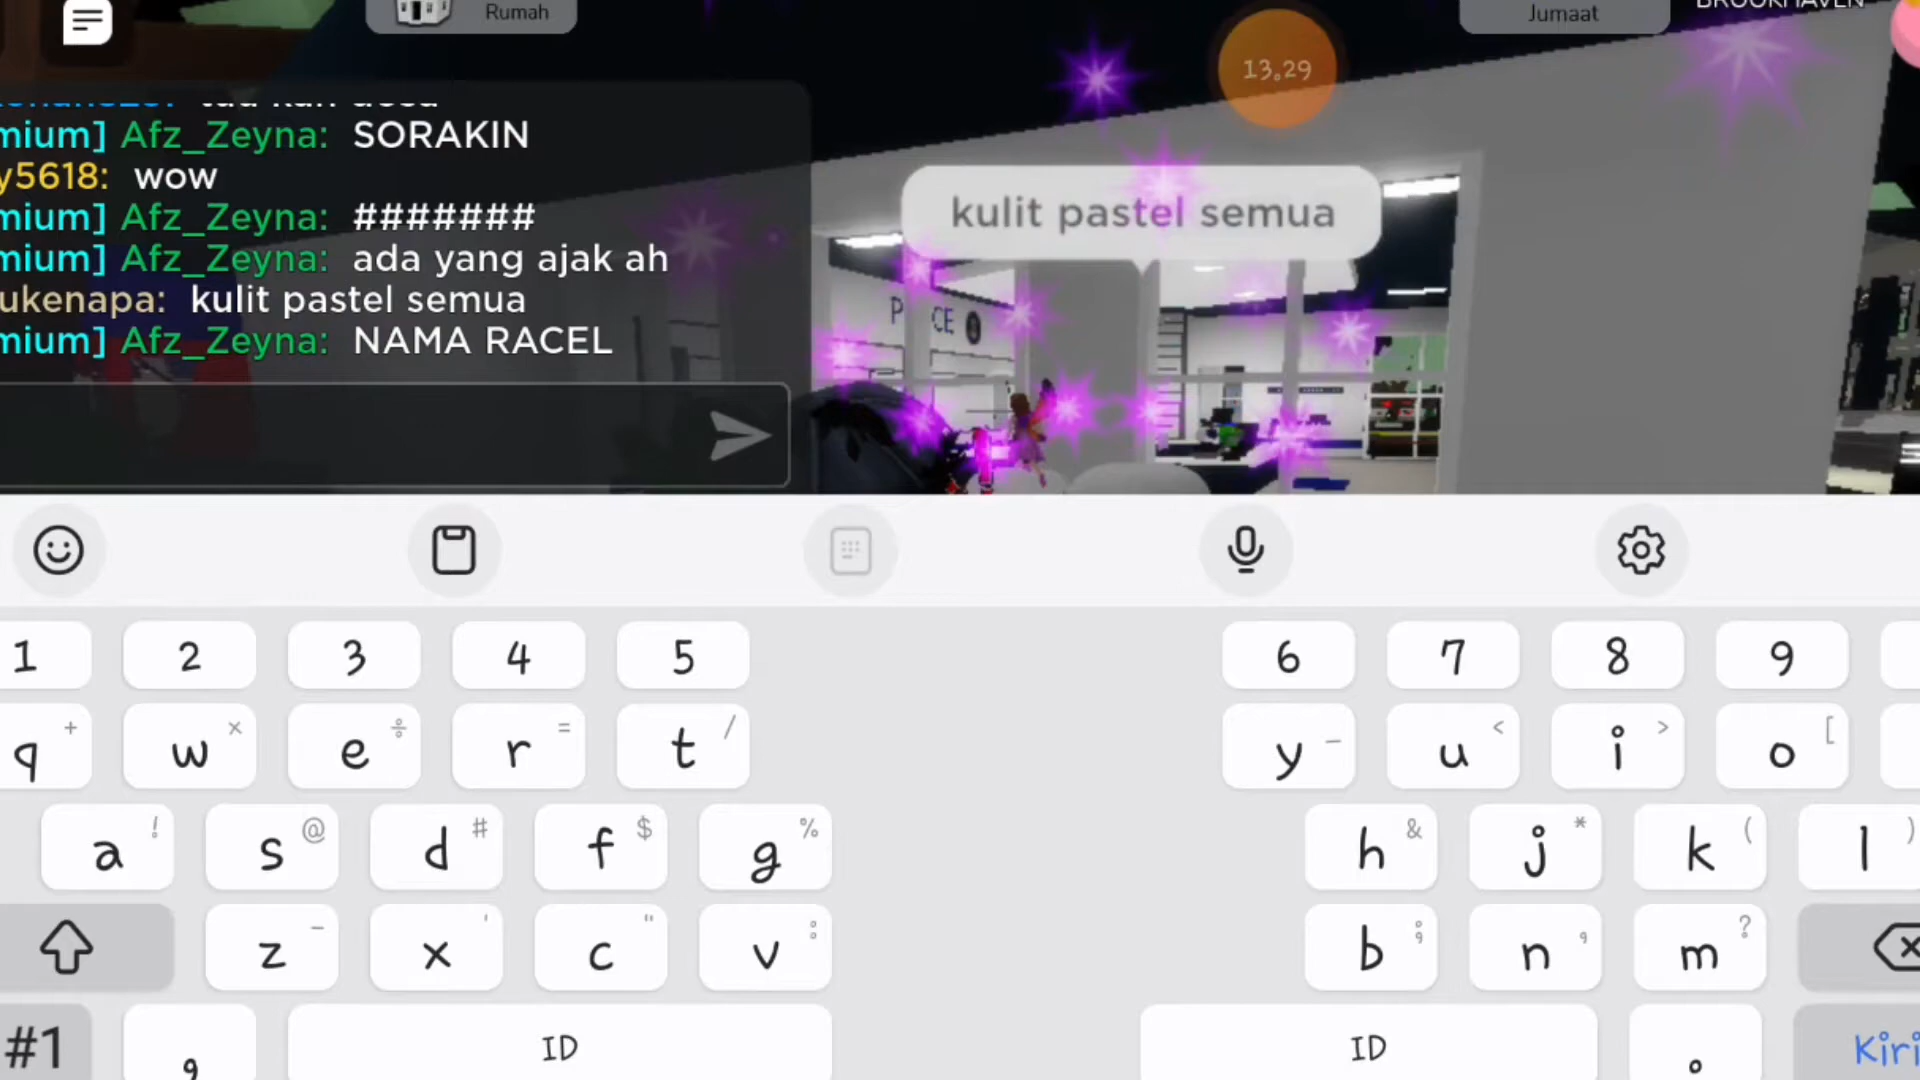 Rumah
Jumaat
BROOKHAVEN
13.29
mium] Afz_Zeyna: SORAKIN
y5618: wow
mium] Afz_Zeyna: #######
mium] Afz_Zeyna: ada yang ajak ah
ukenapa: kulit pastel semua
mium] Afz_Zeyna: NAMA RACEL
kulit pastel semua
1 2 3 4 5 6 7 8 9
q + w × e ÷ r = t / y - u < i > o [
a ! s @ d # f $ g % h & j * k ( l )
z - x ' c " v : b ; n , m ?
#1 , ID ID . Kiri